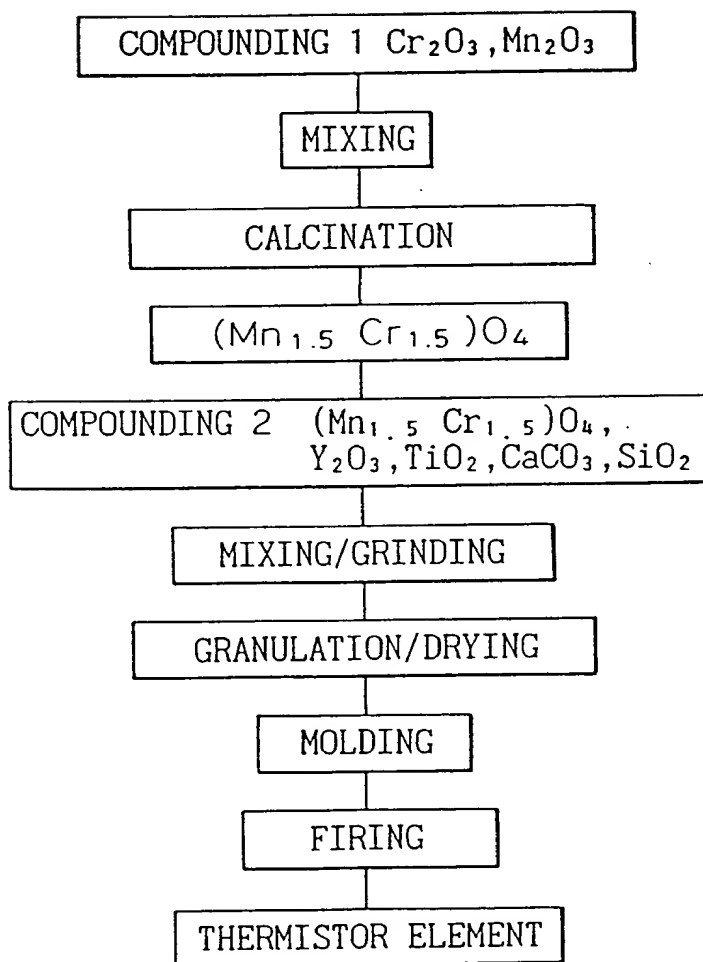 COMPOUNDING 1 Cr₂O₃,Mn₂O₃
MIXING
CALCINATION
(Mn₁.₅ Cr₁.₅)O₄
COMPOUNDING 2 (Mn₁.₅ Cr₁.₅)O₄,
Y₂O₃,TiO₂,CaCO₃,SiO₂
MIXING/GRINDING
GRANULATION/DRYING
MOLDING
FIRING
THERMISTOR ELEMENT